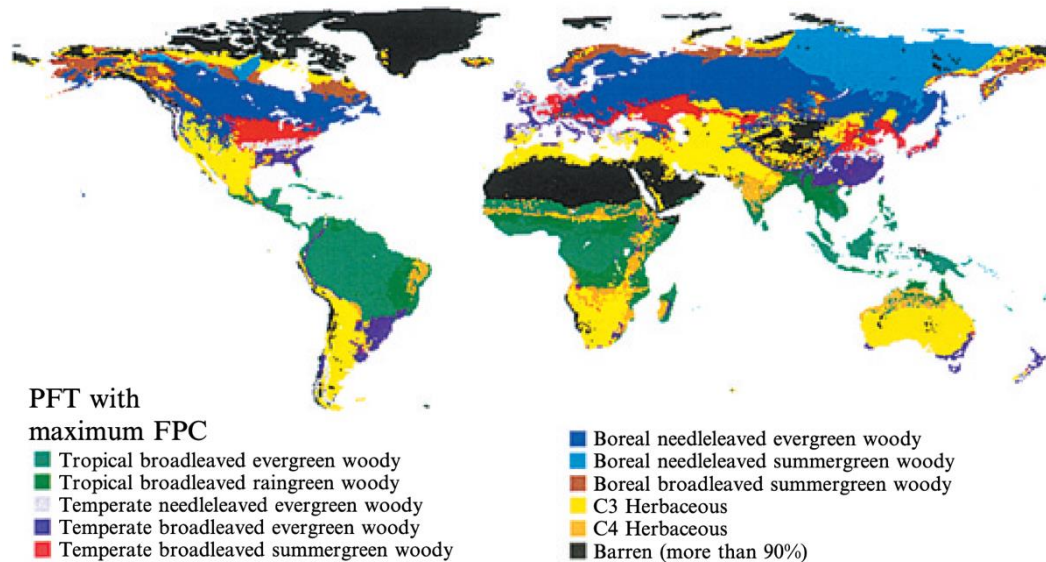 PFT with
maximum FPC
Tropical broadleaved evergreen woody
Tropical broadleaved raingreen woody
Temperate needleleaved evergreen woody
Temperate broadleaved evergreen woody
Temperate broadleaved summergreen woody
Boreal needleleaved evergreen woody
Boreal needleleaved summergreen woody
Boreal broadleaved summergreen woody
C3 Herbaceous
C4 Herbaceous
Barren (more than 90%)